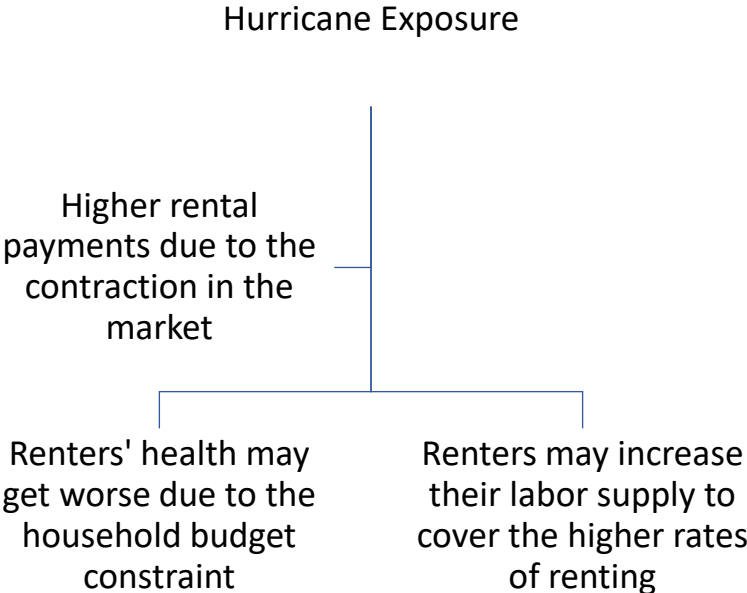 Hurricane Exposure
Higher rental
payments due to the
contraction in the
market
Renters' health may
get worse due to the
household budget
constraint
Renters may increase
their labor supply to
cover the higher rates
of renting